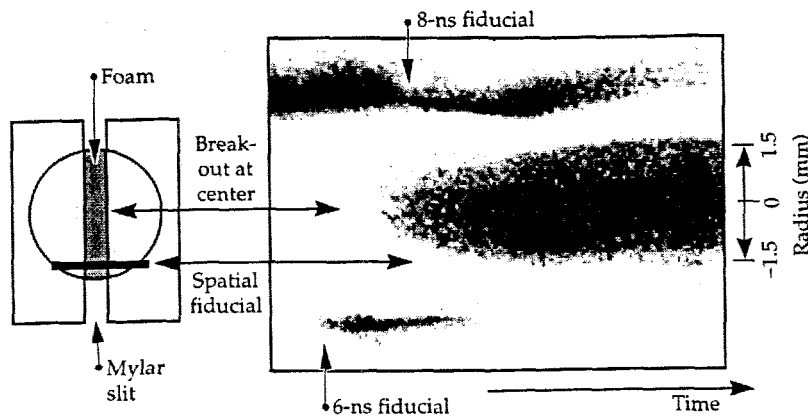 8-ns fiducial
Foam
Break-
out at
center
Spatial
fiducial
Mylar
slit
6-ns fiducial
Time
1.5
0
-1.5
Radius (mm)